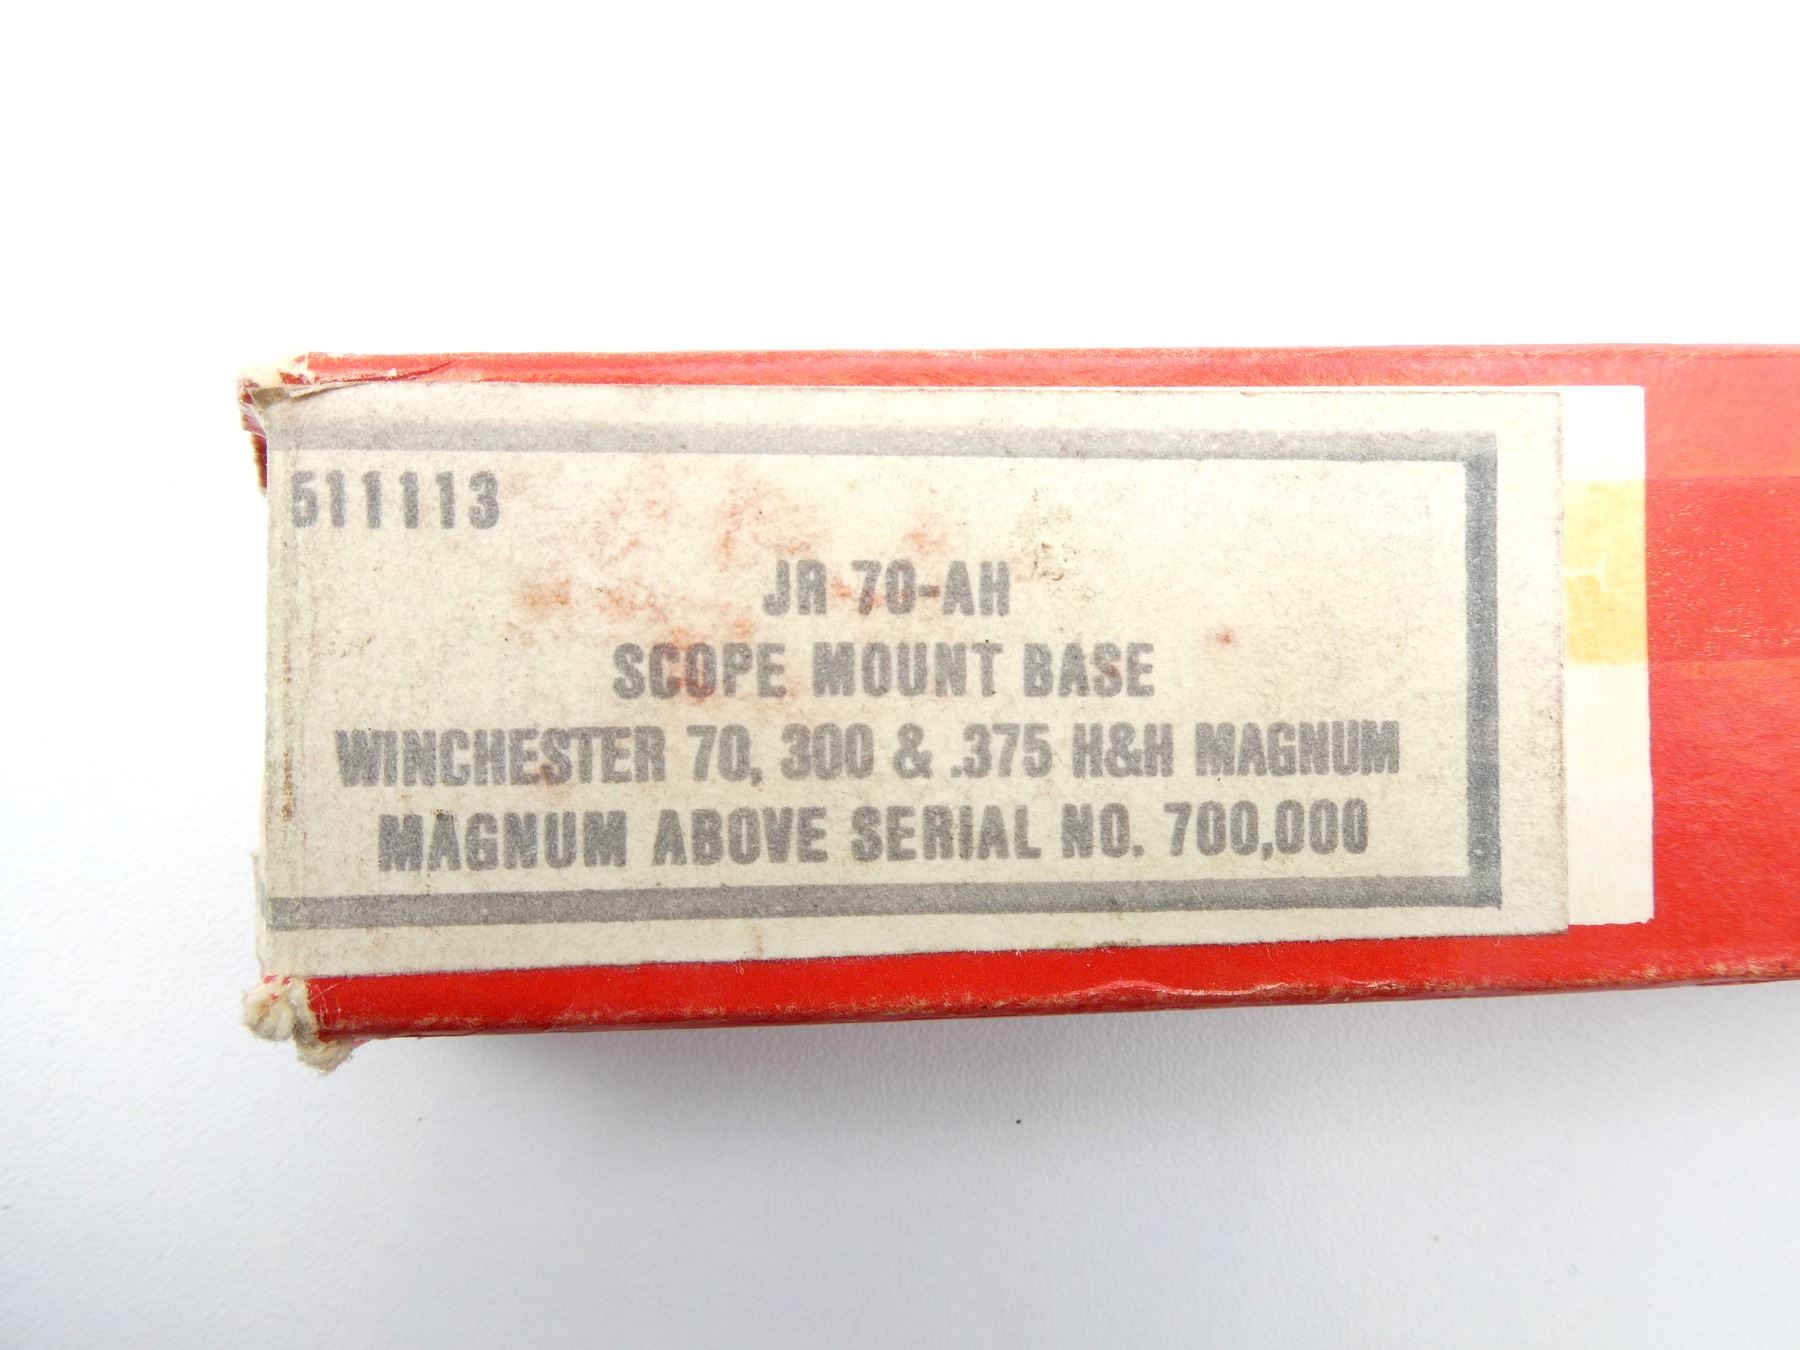 511113
JR 70-AH
SCOPE MOUNT BASE
WINCHESTER 70, 300 & .375 H&H MAGNUM
MAGNUM ABOVE SERIAL NO. 700,000